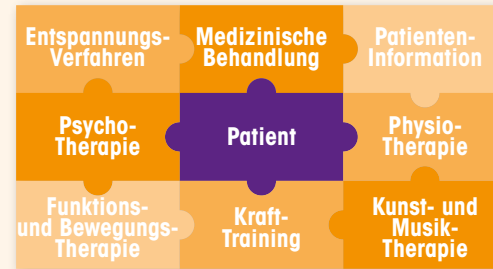 Entspannungs-
Verfahren
Medizinische
Behandlung
Patienten-
Information
Psycho-
Therapie
Patient
Physio-
Therapie
Funktions-
und Bewegungs-
Therapie
Kraft-
Training
Kunst- und
Musik-
Therapie